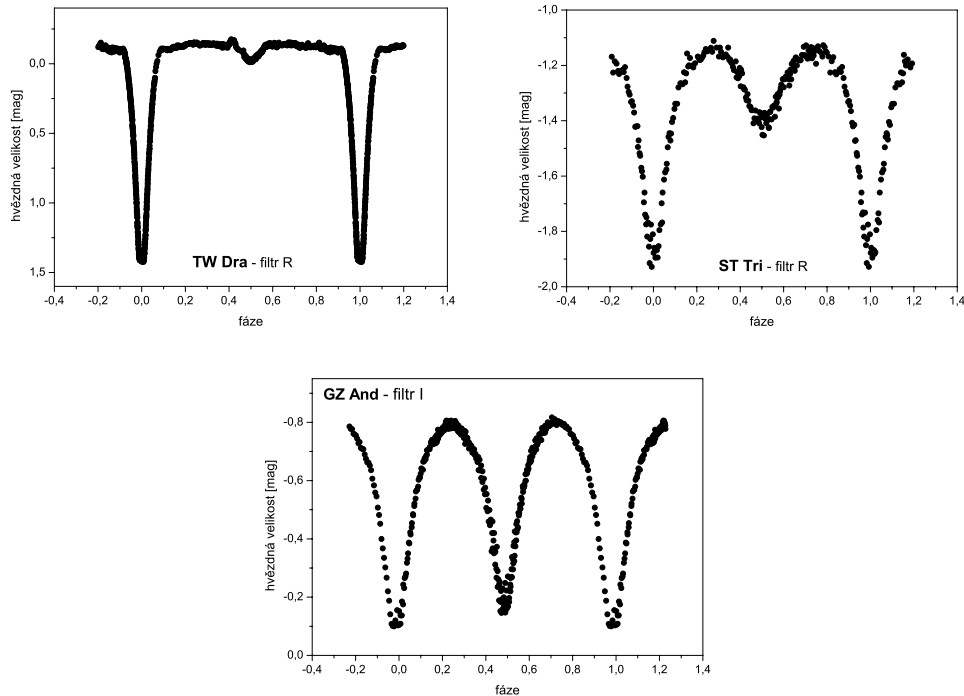 0,0
0,5
1,0
1,5
hvězdná velikost [mag]
TW Dra - filtr R
-0,4 -0,2 0,0 0,2 0,4 0,6 0,8 1,0 1,2 1,4
fáze
-1,0
-1,2
-1,4
-1,6
-1,8
-2,0
hvězdná velikost [mag]
ST Tri - filtr R
-0,4 -0,2 0,0 0,2 0,4 0,6 0,8 1,0 1,2 1,4
fáze
GZ And - filtr I
-0,8
-0,6
-0,4
-0,2
0,0
hvězdná velikost [mag]
-0,4 -0,2 0,0 0,2 0,4 0,6 0,8 1,0 1,2 1,4
fáze